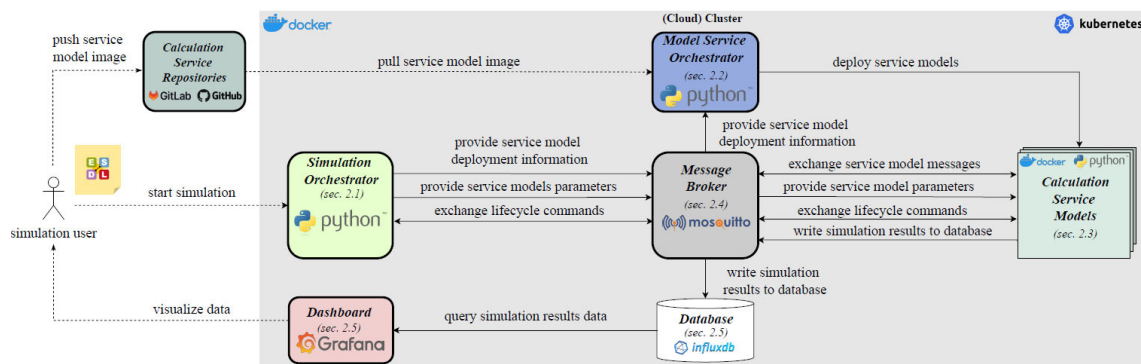 (Cloud) Cluster
docker
kubernetes
push service
model image
Calculation
Service
Repositories
GitLab GitHub
pull service model image
Model Service
Orchestrator
(sec. 2.2)
python™
deploy service models
provide service model
deployment information
provide service model
deployment information
E S
D L
start simulation
simulation user
Simulation
Orchestrator
(sec. 2.1)
python™
provide service models parameters
exchange lifecycle commands
Message
Broker
(sec. 2.4)
mosquitto
exchange service model messages
provide service model parameters
exchange lifecycle commands
write simulation results to database
docker python
Calculation
Service
Models
(sec. 2.3)
write simulation
results to database
visualize data
Dashboard
(sec. 2.5)
Grafana
query simulation results data
Database
(sec. 2.5)
influxdb